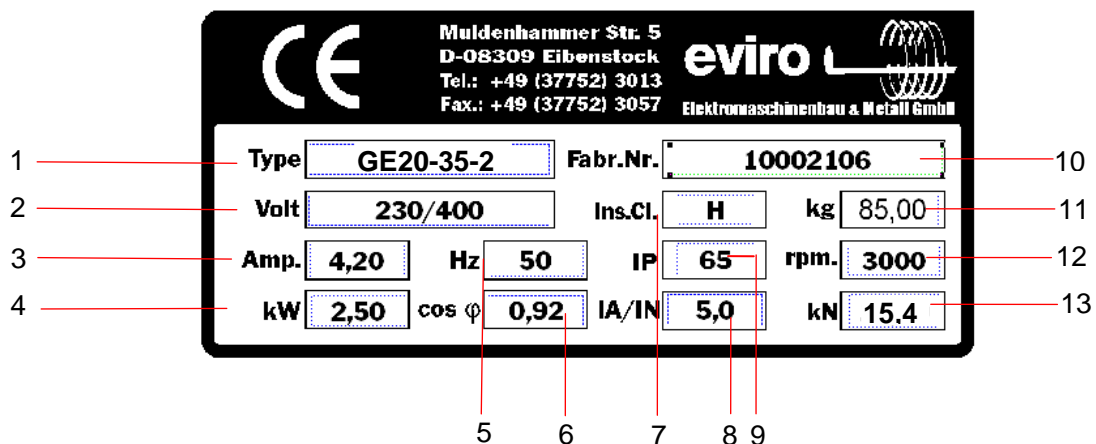 Muldenhammer Str. 5
D-08309 Eibenstock
Tel.: +49 (37752) 3013
Fax.: +49 (37752) 3057
eviro
Elektromaschinenbau & Metall GmbH
1 Type GE20-35-2 Fabr.Nr. 10002106 10
2 Volt 230/400 Ins.Cl. H kg 85,00 11
3 Amp. 4,20 Hz 50 IP 65 rpm. 3000 12
4 kW 2,50 cos φ 0,92 IA/IN 5,0 kN 15,4 13
5 6 7 8 9